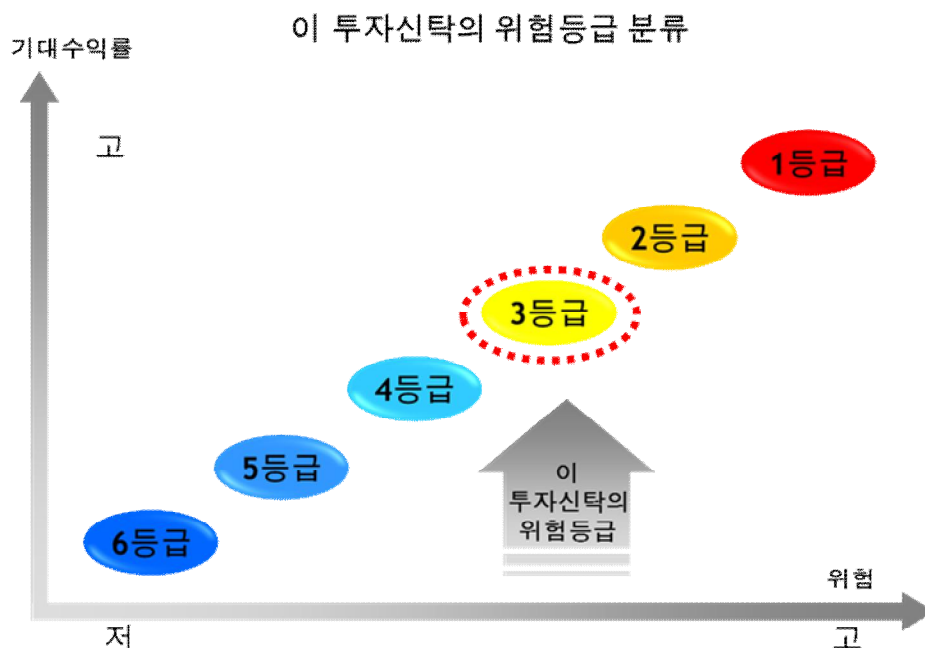 이 투자신탁의 위험등급 분류
기대수익률
고
1등급
2등급
3등급
4등급
5등급
6등급
이
투자신탁의
위험등급
위험
저
고